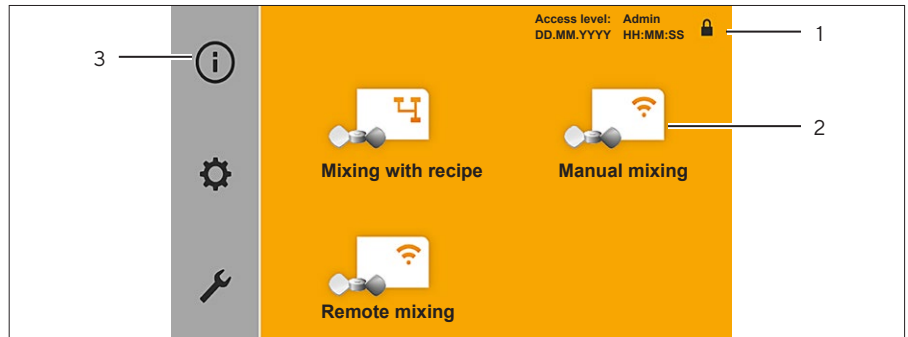 Access level: Admin
DD.MM.YYYY HH:MM:SS
1
3
2
Mixing with recipe
Manual mixing
Remote mixing